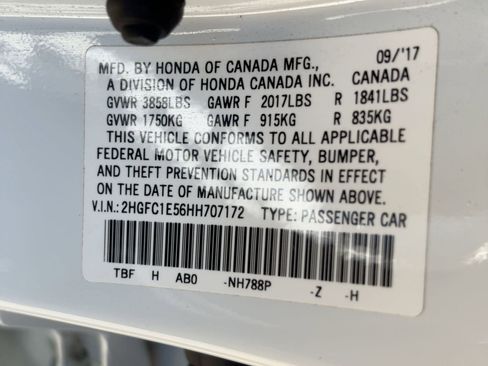 MFD. BY HONDA OF CANADA MFG., 09/'17
A DIVISION OF HONDA CANADA INC. CANADA
GVWR 3858LBS GAWR F 2017LBS R 1841LBS
GVWR 1750KG GAWR F 915KG R 835KG
THIS VEHICLE CONFORMS TO ALL APPLICABLE
FEDERAL MOTOR VEHICLE SAFETY, BUMPER,
AND THEFT PREVENTION STANDARDS IN EFFECT
ON THE DATE OF MANUFACTURE SHOWN ABOVE.
V.I.N.: 2HGFC1E56HH707172 TYPE: PASSENGER CAR
TBF H AB0 -NH788P -Z -H